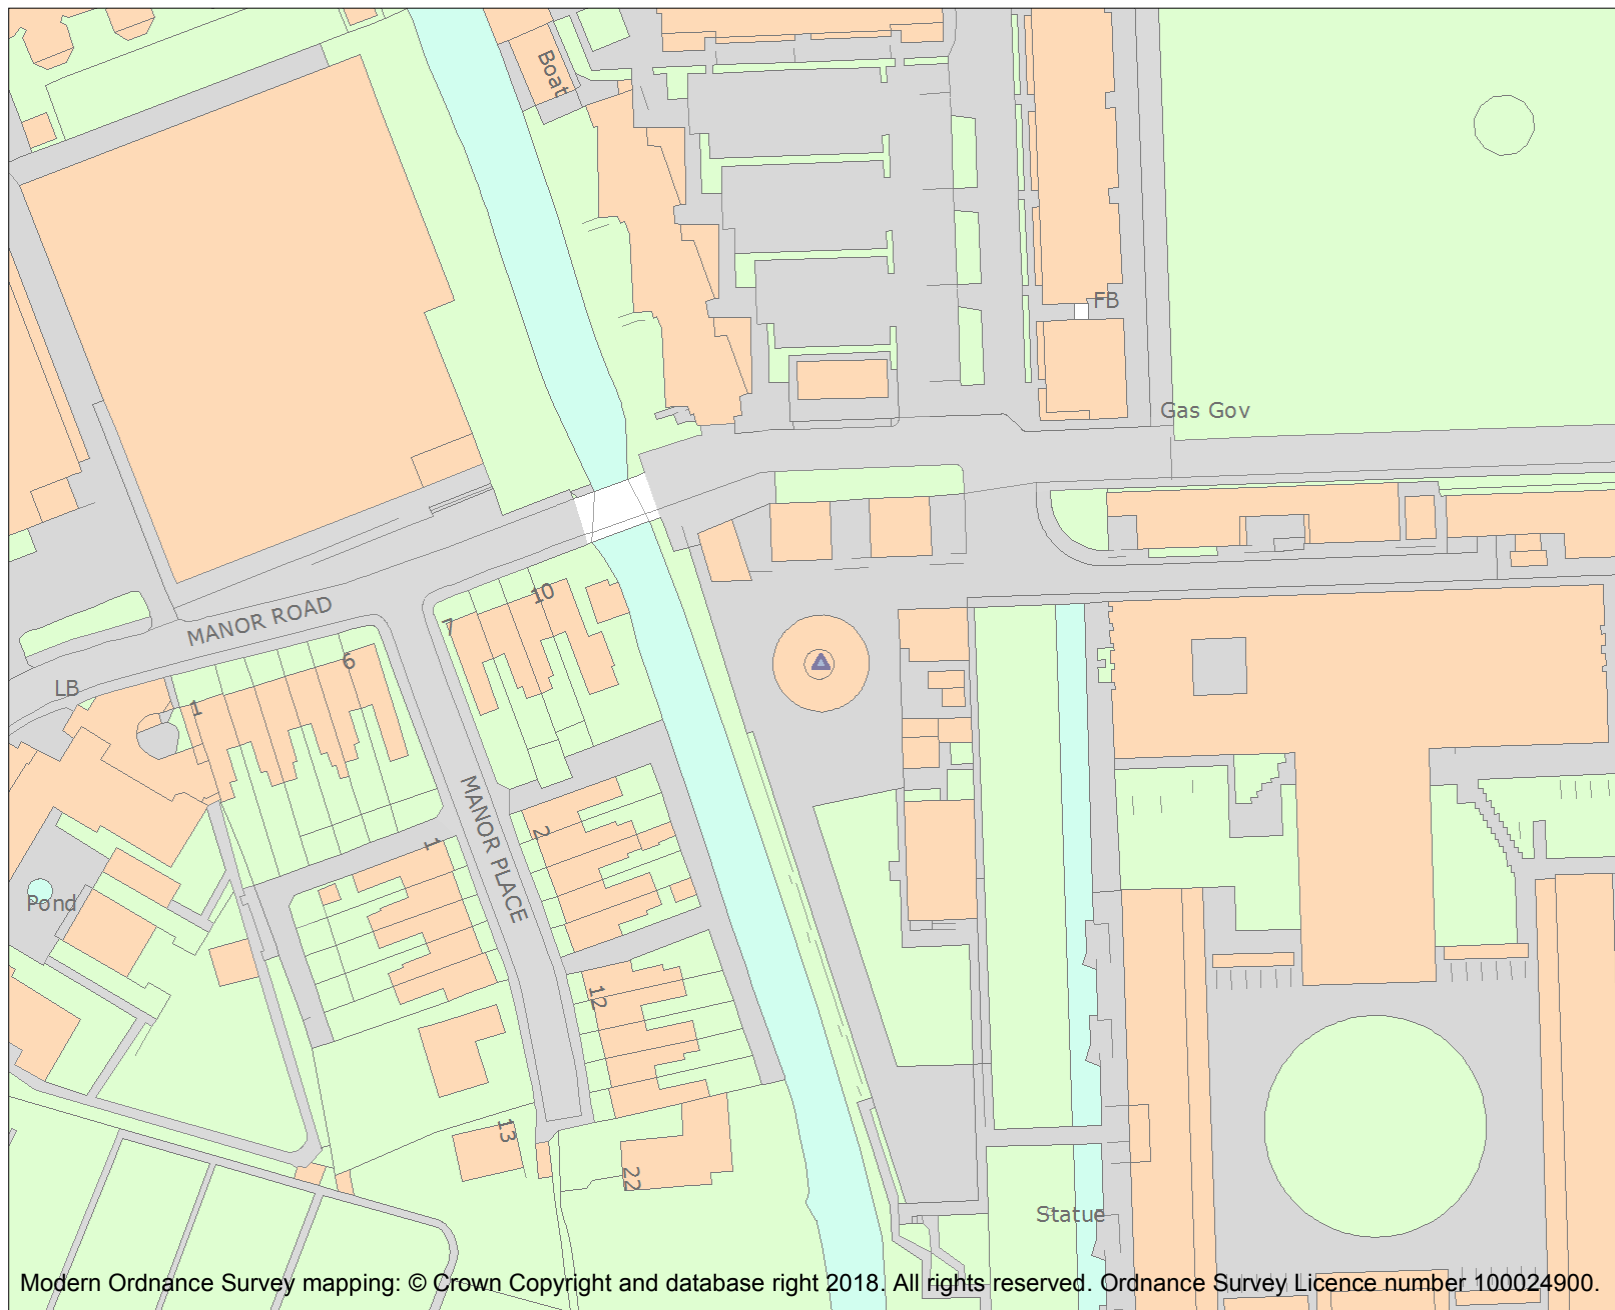 Boat
FB
Gas Gov
10
MANOR ROAD
7
6
LB
1
MANOR PLACE
2
1
Pond
12
13
22
Statue
Modern Ordnance Survey mapping: © Crown Copyright and database right 2018. All rights reserved. Ordnance Survey Licence number 100024900.